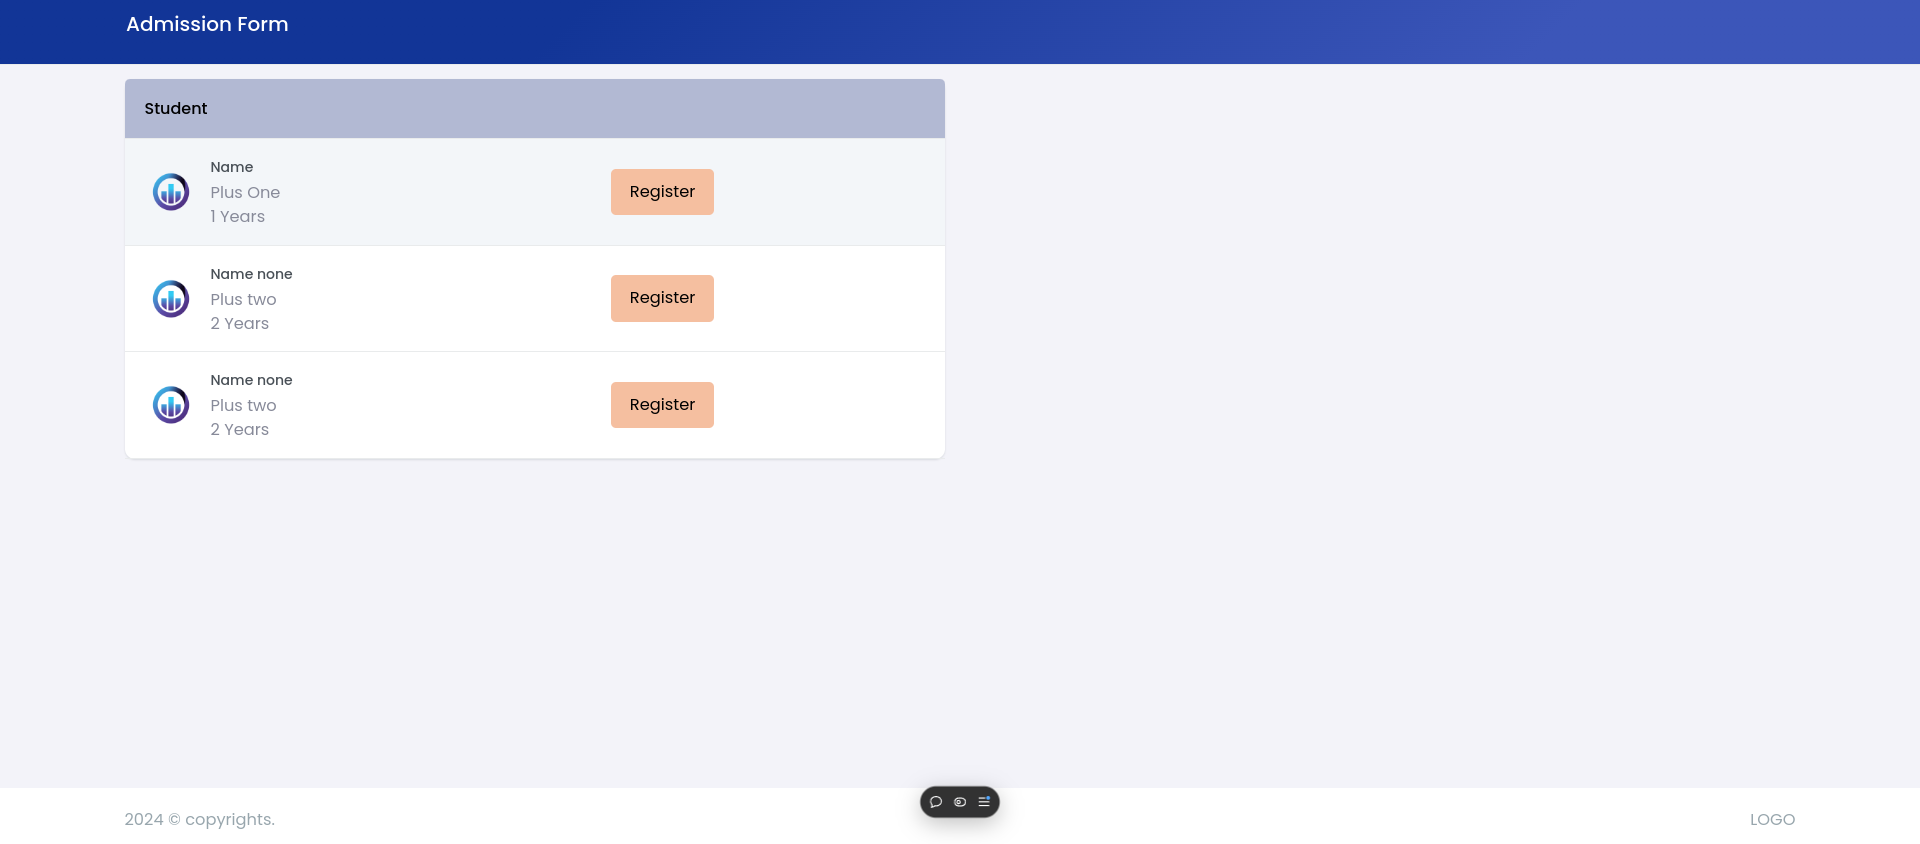 Admission Form
Student
Name
Plus One
1 Years
Register
Name none
Plus two
2 Years
Register
Name none
Plus two
2 Years
Register
2024 © copyrights.
LOGO